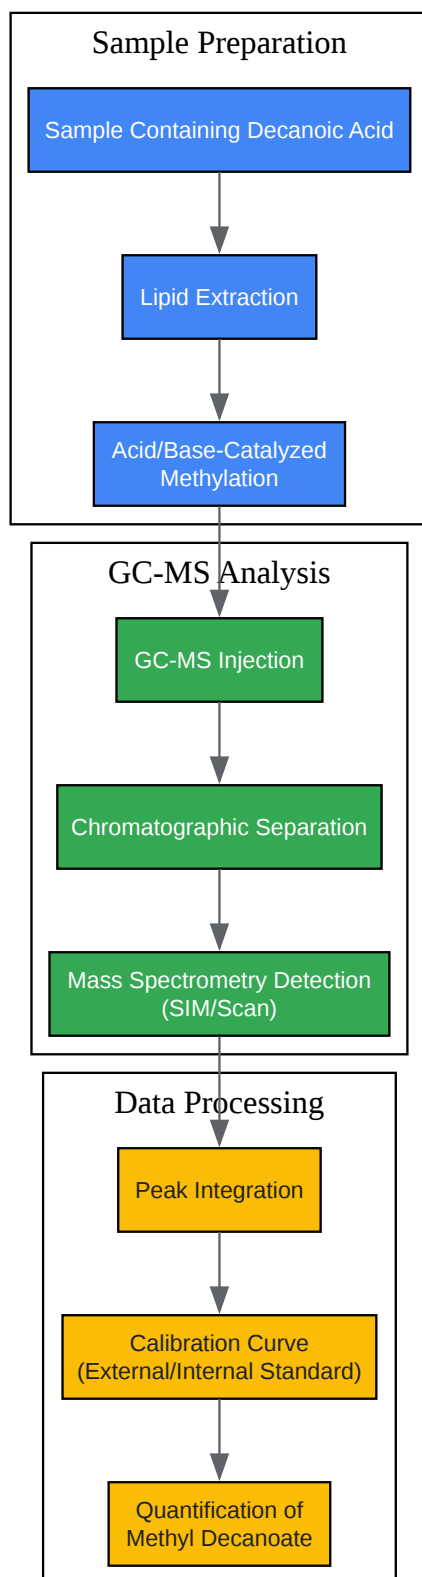 Sample Preparation
Sample Containing Decanoic Acid
Lipid Extraction
Acid/Base-Catalyzed
Methylation
GC-MS Analysis
GC-MS Injection
Chromatographic Separation
Mass Spectrometry Detection
(SIM/Scan)
Data Processing
Peak Integration
Calibration Curve
(External/Internal Standard)
Quantification of
Methyl Decanoate